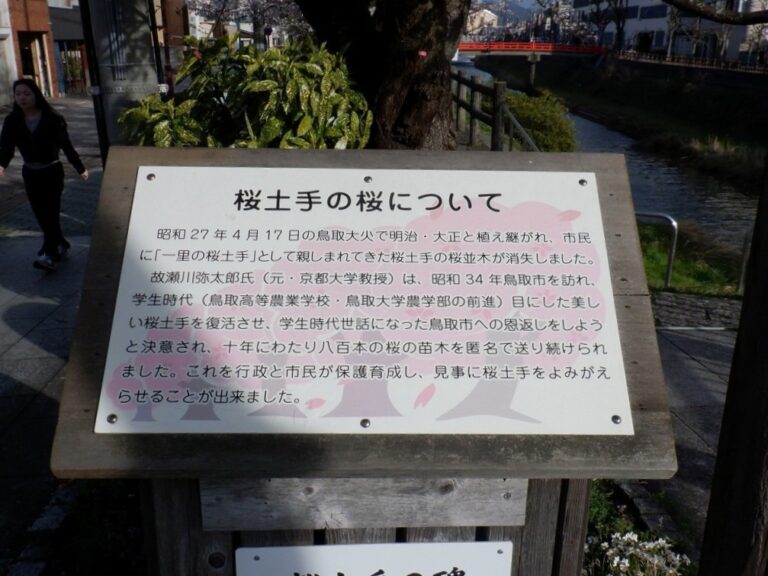 桜土手の桜について
昭和27年4月17日の鳥取大火で明治・大正と植え継がれ、市民
に「一里の桜土手」として親しまれてきた桜土手の桜並木が消失しました。
故瀬川弥太郎氏（元・京都大学教授）は、昭和34年鳥取市を訪れ、
学生時代（鳥取高等農業学校・鳥取大学農学部の前進）目にした美し
い桜土手を復活させ、学生時代世話になった鳥取市への恩返しをしよう
と決意され、十年にわたり八百本の桜の苗木を匿名で送り続けられ
ました。これを行政と市民が保護育成し、見事に桜土手をよみがえ
らせることが出来ました。
桜土手の碑